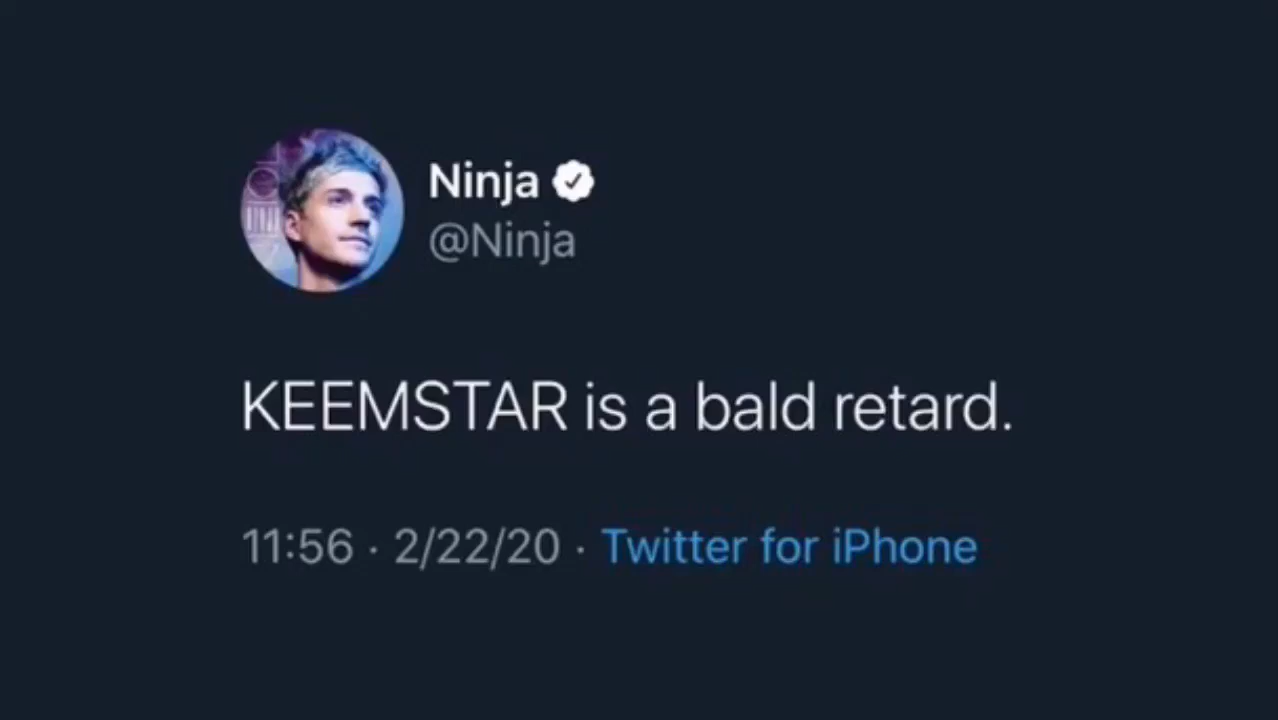 Ninja
@Ninja
KEEMSTAR is a bald retard.
11:56 · 2/22/20 · Twitter for iPhone